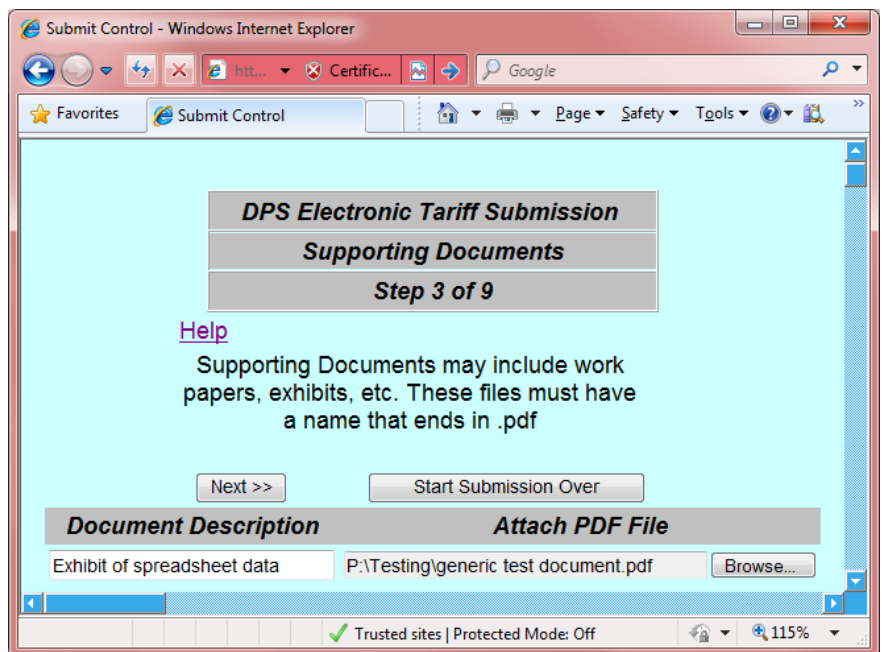 Submit Control - Windows Internet Explorer
htt... Certific... Google
Favorites Submit Control Page Safety Tools >>
DPS Electronic Tariff Submission
Supporting Documents
Step 3 of 9
Help
Supporting Documents may include work
papers, exhibits, etc. These files must have
a name that ends in .pdf
Next >> Start Submission Over
Document Description Attach PDF File
Exhibit of spreadsheet data P:\Testing\generic test document.pdf Browse...
Trusted sites | Protected Mode: Off 115%